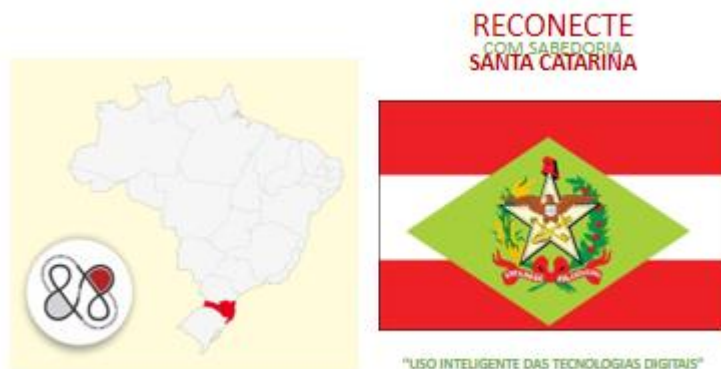 RECONECTE
COM SABEDORIA
SANTA CATARINA
"USO INTELIGENTE DAS TECNOLOGIAS DIGITAIS"